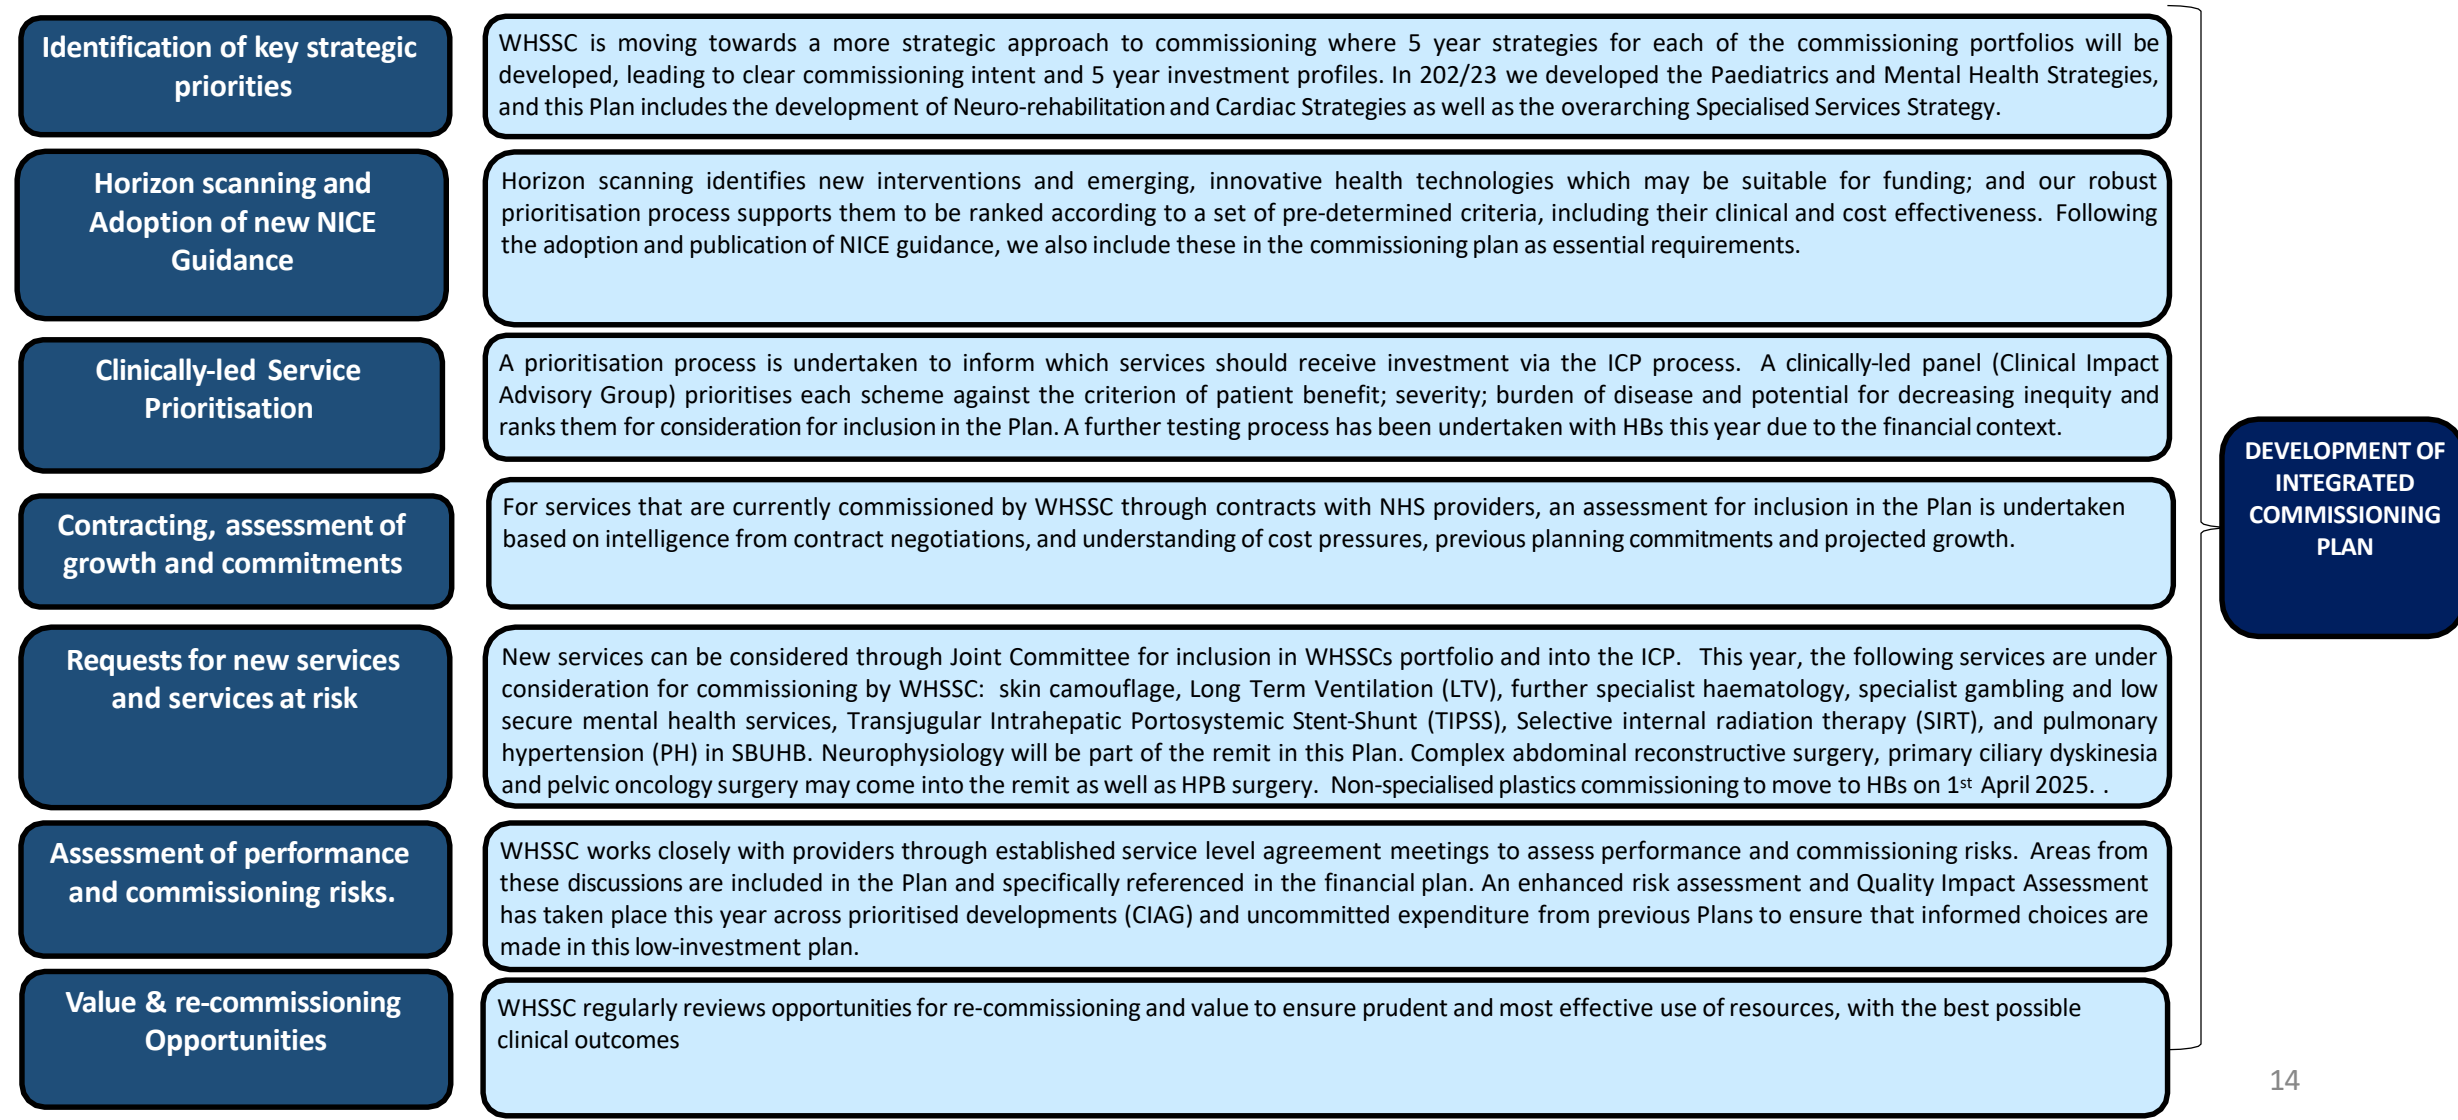 Identification of key strategic
priorities
WHSSC is moving towards a more strategic approach to commissioning where 5 year strategies for each of the commissioning portfolios will be
developed, leading to clear commissioning intent and 5 year investment profiles. In 202/23 we developed the Paediatrics and Mental Health Strategies,
and this Plan includes the development of Neuro-rehabilitation and Cardiac Strategies as well as the overarching Specialised Services Strategy.
Horizon scanning and
Adoption of new NICE
Guidance
Horizon scanning identifies new interventions and emerging, innovative health technologies which may be suitable for funding; and our robust
prioritisation process supports them to be ranked according to a set of pre-determined criteria, including their clinical and cost effectiveness. Following
the adoption and publication of NICE guidance, we also include these in the commissioning plan as essential requirements.
Clinically-led Service
Prioritisation
A prioritisation process is undertaken to inform which services should receive investment via the ICP process. A clinically-led panel (Clinical Impact
Advisory Group) prioritises each scheme against the criterion of patient benefit; severity; burden of disease and potential for decreasing inequity and
ranks them for consideration for inclusion in the Plan. A further testing process has been undertaken with HBs this year due to the financial context.
Contracting, assessment of
growth and commitments
For services that are currently commissioned by WHSSC through contracts with NHS providers, an assessment for inclusion in the Plan is undertaken
based on intelligence from contract negotiations, and understanding of cost pressures, previous planning commitments and projected growth.
Requests for new services
and services at risk
New services can be considered through Joint Committee for inclusion in WHSSCs portfolio and into the ICP. This year, the following services are under
consideration for commissioning by WHSSC: skin camouflage, Long Term Ventilation (LTV), further specialist haematology, specialist gambling and low
secure mental health services, Transjugular Intrahepatic Portosystemic Stent-Shunt (TIPSS), Selective internal radiation therapy (SIRT), and pulmonary
hypertension (PH) in SBUHB. Neurophysiology will be part of the remit in this Plan. Complex abdominal reconstructive surgery, primary ciliary dyskinesia
and pelvic oncology surgery may come into the remit as well as HPB surgery. Non-specialised plastics commissioning to move to HBs on 1st April 2025. .
Assessment of performance
and commissioning risks.
WHSSC works closely with providers through established service level agreement meetings to assess performance and commissioning risks. Areas from
these discussions are included in the Plan and specifically referenced in the financial plan. An enhanced risk assessment and Quality Impact Assessment
has taken place this year across prioritised developments (CIAG) and uncommitted expenditure from previous Plans to ensure that informed choices are
made in this low-investment plan.
Value & re-commissioning
Opportunities
WHSSC regularly reviews opportunities for re-commissioning and value to ensure prudent and most effective use of resources, with the best possible
clinical outcomes
DEVELOPMENT OF
INTEGRATED
COMMISSIONING
PLAN
14